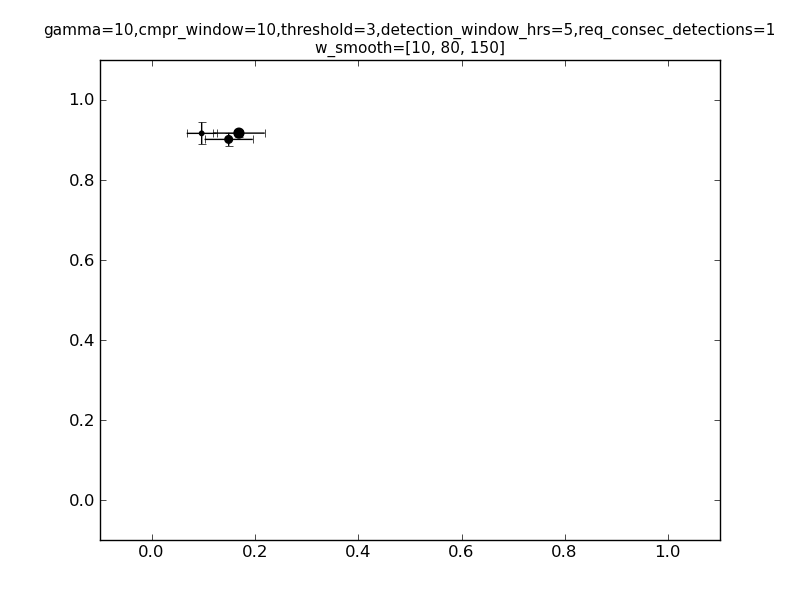 gamma=10,cmpr_window=10,threshold=3,detection_window_hrs=5,req_consec_detections=1
w_smooth=[10, 80, 150]
1.0
0.8
0.6
0.4
0.2
0.0
0.0 0.2 0.4 0.6 0.8 1.0